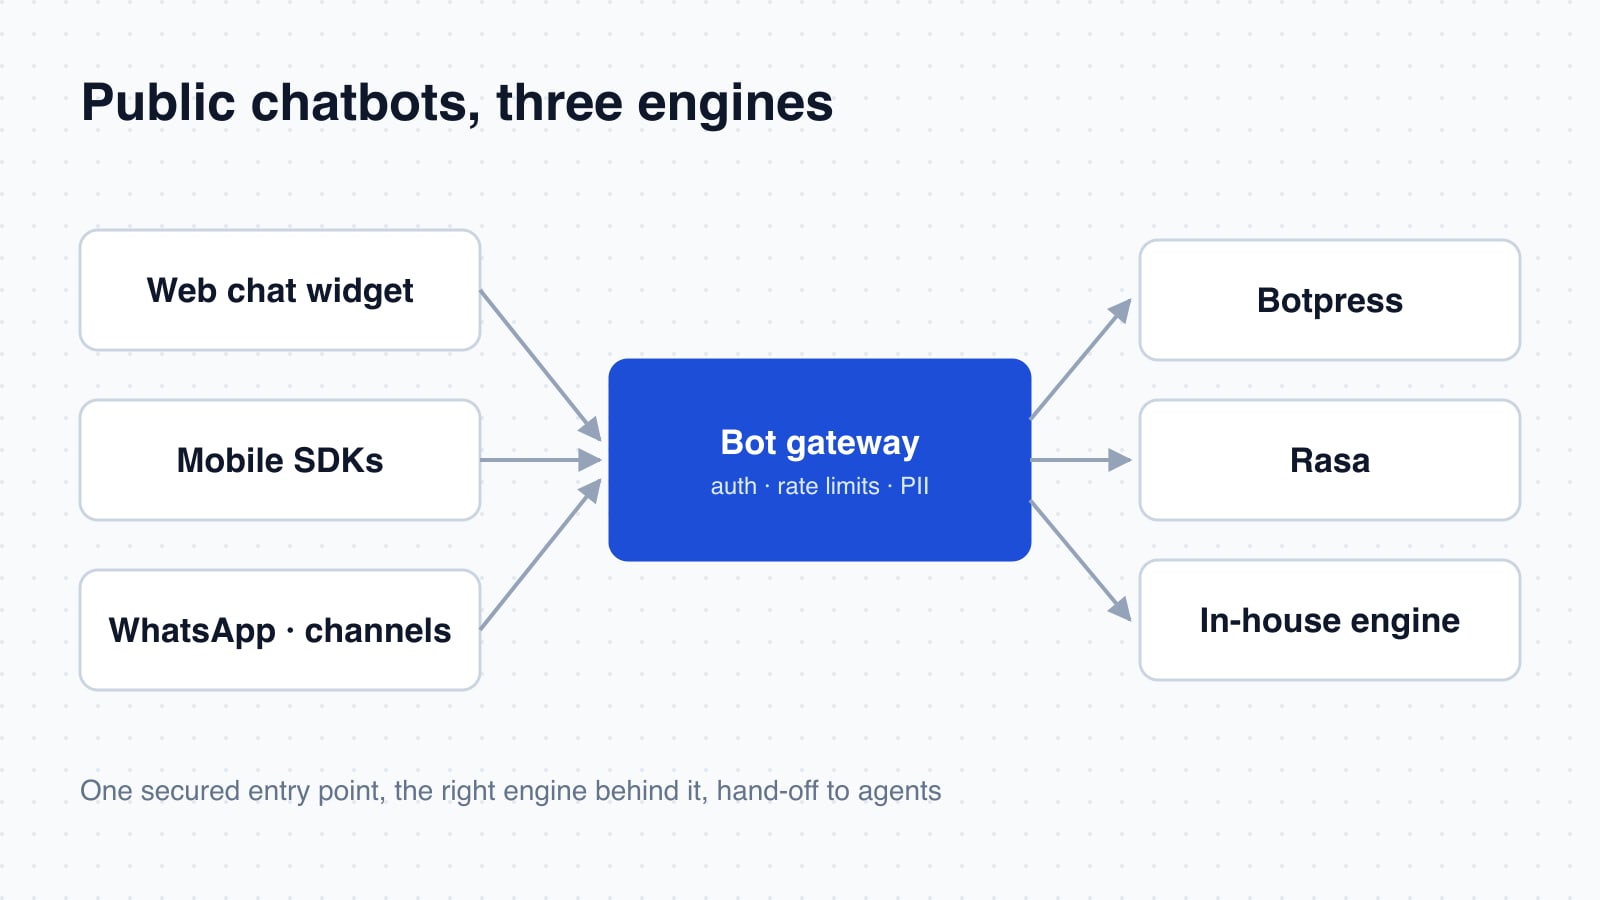 Public chatbots, three engines
Web chat widget
Mobile SDKs
WhatsApp · channels
Bot gateway
auth · rate limits · PII
Botpress
Rasa
In-house engine
One secured entry point, the right engine behind it, hand-off to agents